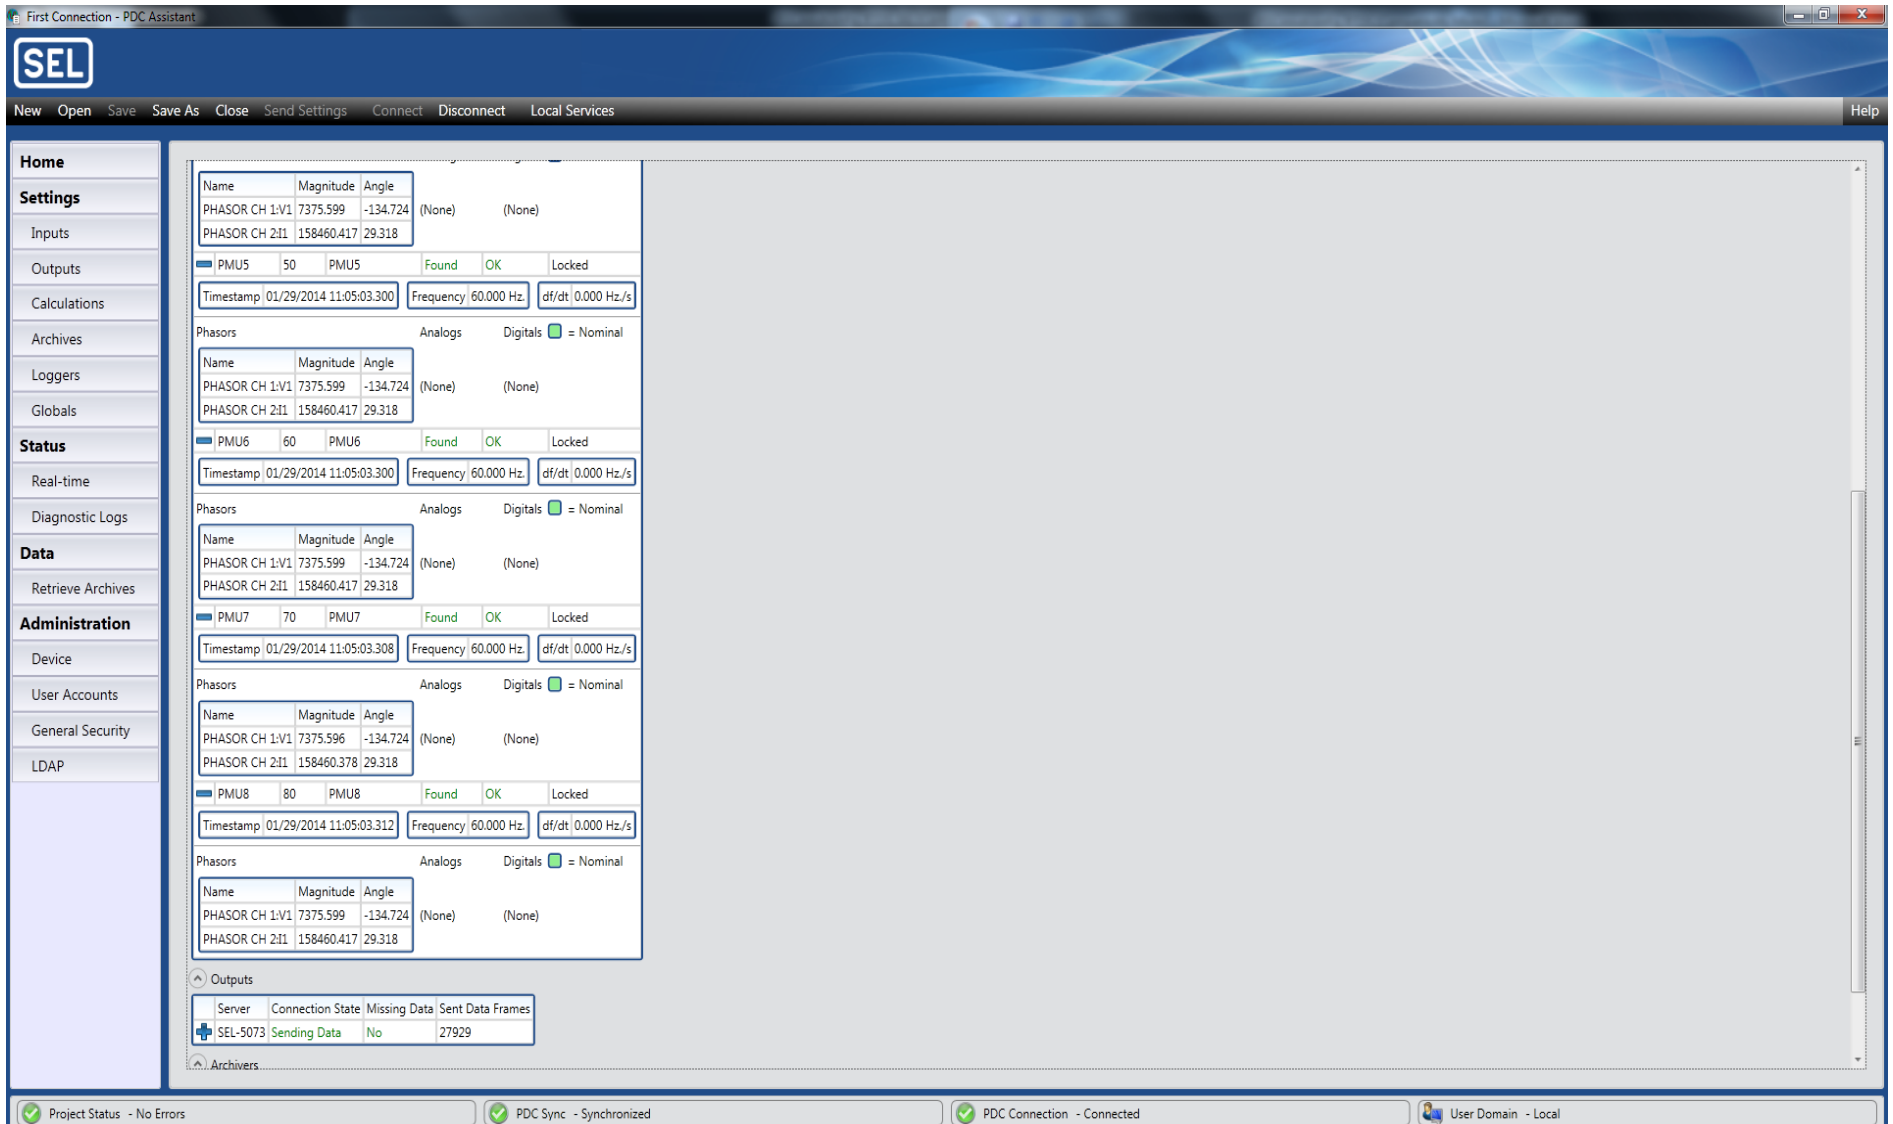 First Connection - PDC Assistant
SEL
New Open Save Save As Close Send Settings Connect Disconnect Local Services Help
Home
Settings
Inputs
Outputs
Calculations
Archives
Loggers
Globals
Status
Real-time
Diagnostic Logs
Data
Retrieve Archives
Administration
Device
User Accounts
General Security
LDAP
Name Magnitude Angle
PHASOR CH 1:V1 7375.599 -134.724 (None) (None)
PHASOR CH 2:I1 158460.417 29.318
PMU5 50 PMU5 Found OK Locked
Timestamp 01/29/2014 11:05:03.300 Frequency 60.000 Hz. df/dt 0.000 Hz./s
Phasors Analogs Digitals = Nominal
Name Magnitude Angle
PHASOR CH 1:V1 7375.599 -134.724 (None) (None)
PHASOR CH 2:I1 158460.417 29.318
PMU6 60 PMU6 Found OK Locked
Timestamp 01/29/2014 11:05:03.300 Frequency 60.000 Hz. df/dt 0.000 Hz./s
Phasors Analogs Digitals = Nominal
Name Magnitude Angle
PHASOR CH 1:V1 7375.599 -134.724 (None) (None)
PHASOR CH 2:I1 158460.417 29.318
PMU7 70 PMU7 Found OK Locked
Timestamp 01/29/2014 11:05:03.308 Frequency 60.000 Hz. df/dt 0.000 Hz./s
Phasors Analogs Digitals = Nominal
Name Magnitude Angle
PHASOR CH 1:V1 7375.596 -134.724 (None) (None)
PHASOR CH 2:I1 158460.378 29.318
PMU8 80 PMU8 Found OK Locked
Timestamp 01/29/2014 11:05:03.312 Frequency 60.000 Hz. df/dt 0.000 Hz./s
Phasors Analogs Digitals = Nominal
Name Magnitude Angle
PHASOR CH 1:V1 7375.599 -134.724 (None) (None)
PHASOR CH 2:I1 158460.417 29.318
Outputs
Server Connection State Missing Data Sent Data Frames
SEL-5073 Sending Data No 27929
Archivers
Project Status - No Errors PDC Sync - Synchronized PDC Connection - Connected User Domain - Local